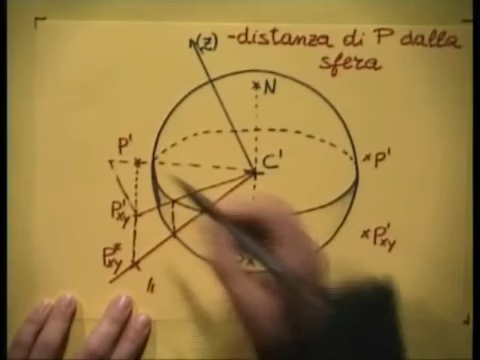 (z) -distanza di P dalla
sfera
N
P'
C'
P'
P'xy
P'xy
P*xy
S